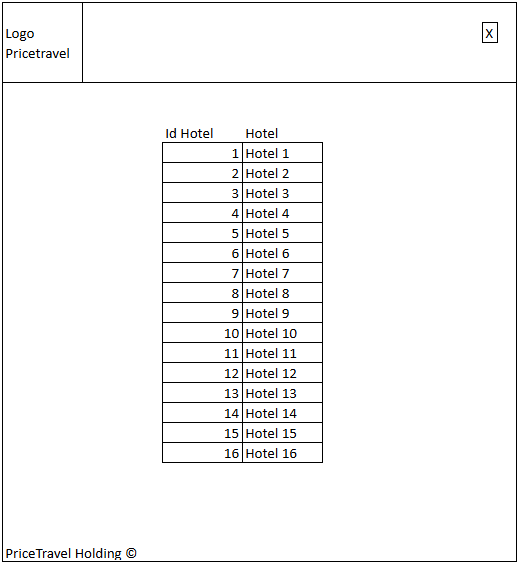 Logo
Pricetravel
X
Id Hotel Hotel
1 Hotel 1
2 Hotel 2
3 Hotel 3
4 Hotel 4
5 Hotel 5
6 Hotel 6
7 Hotel 7
8 Hotel 8
9 Hotel 9
10 Hotel 10
11 Hotel 11
12 Hotel 12
13 Hotel 13
14 Hotel 14
15 Hotel 15
16 Hotel 16
PriceTravel Holding ©